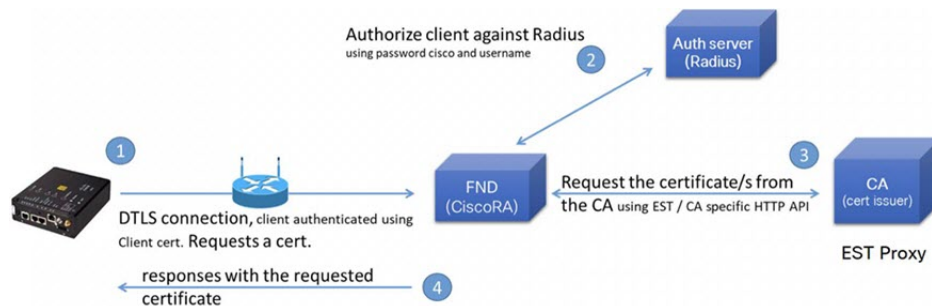 Authorize client against Radius
using password cisco and username
2
Auth server
(Radius)
1
3
FND
(CiscoRA)
Request the certificate/s from
the CA using EST / CA specific HTTP API
CA
(cert issuer)
DTLS connection, client authenticated using
Client cert. Requests a cert.
EST Proxy
responses with the requested
certificate
4